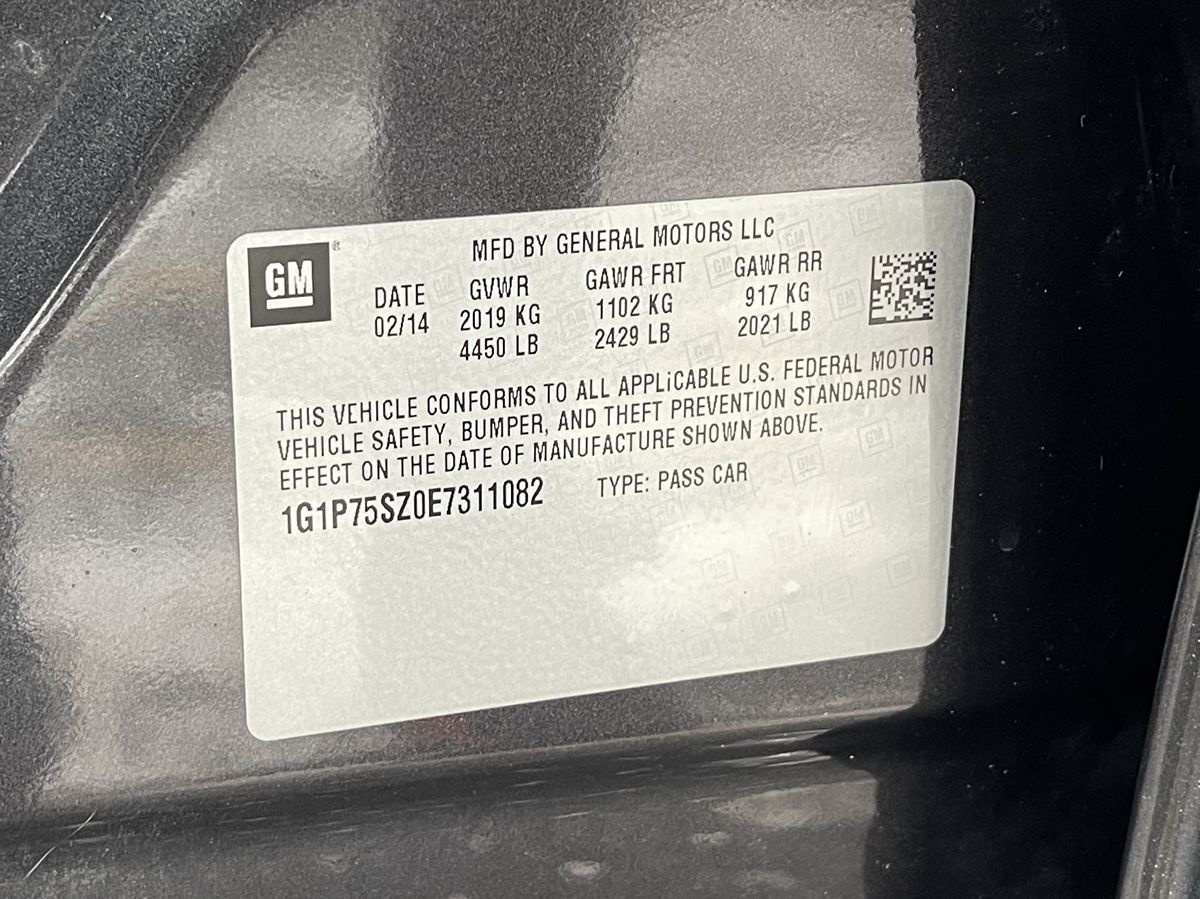 GM ®
MFD BY GENERAL MOTORS LLC
DATE GVWR GAWR FRT GAWR RR
02/14 2019 KG 1102 KG 917 KG
4450 LB 2429 LB 2021 LB
THIS VEHICLE CONFORMS TO ALL APPLiCABLE U.S. FEDERAL MOTOR
VEHICLE SAFETY, BUMPER, AND THEFT PREVENTION STANDARDS IN
EFFECT ON THE DATE OF MANUFACTURE SHOWN ABOVE.
1G1P75SZ0E7311082 TYPE: PASS CAR